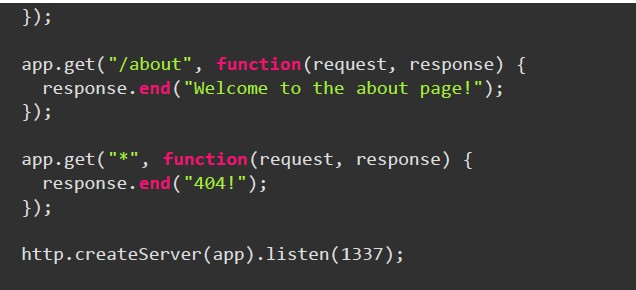 });
app.get("/about", function(request, response) {
response.end("Welcome to the about page!");
});
app.get("*", function(request, response) {
response.end("404!");
});
http.createServer(app).listen(1337);